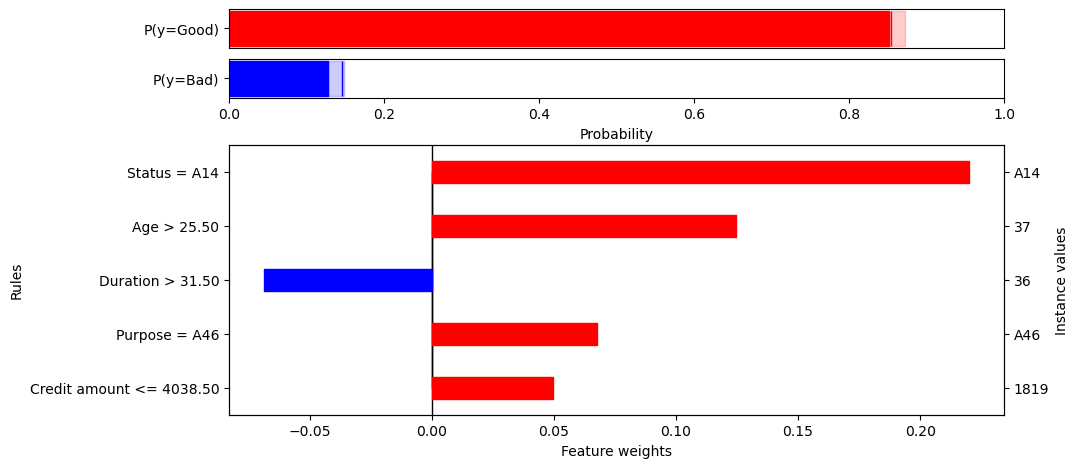 P(y=Good)
P(y=Bad)
0.0 0.2 0.4 0.6 0.8 1.0
Probability
Rules
Status = A14 A14
Age > 25.50 37
Duration > 31.50 36
Purpose = A46 A46
Credit amount <= 4038.50 1819
Instance values
−0.05 0.00 0.05 0.10 0.15 0.20
Feature weights